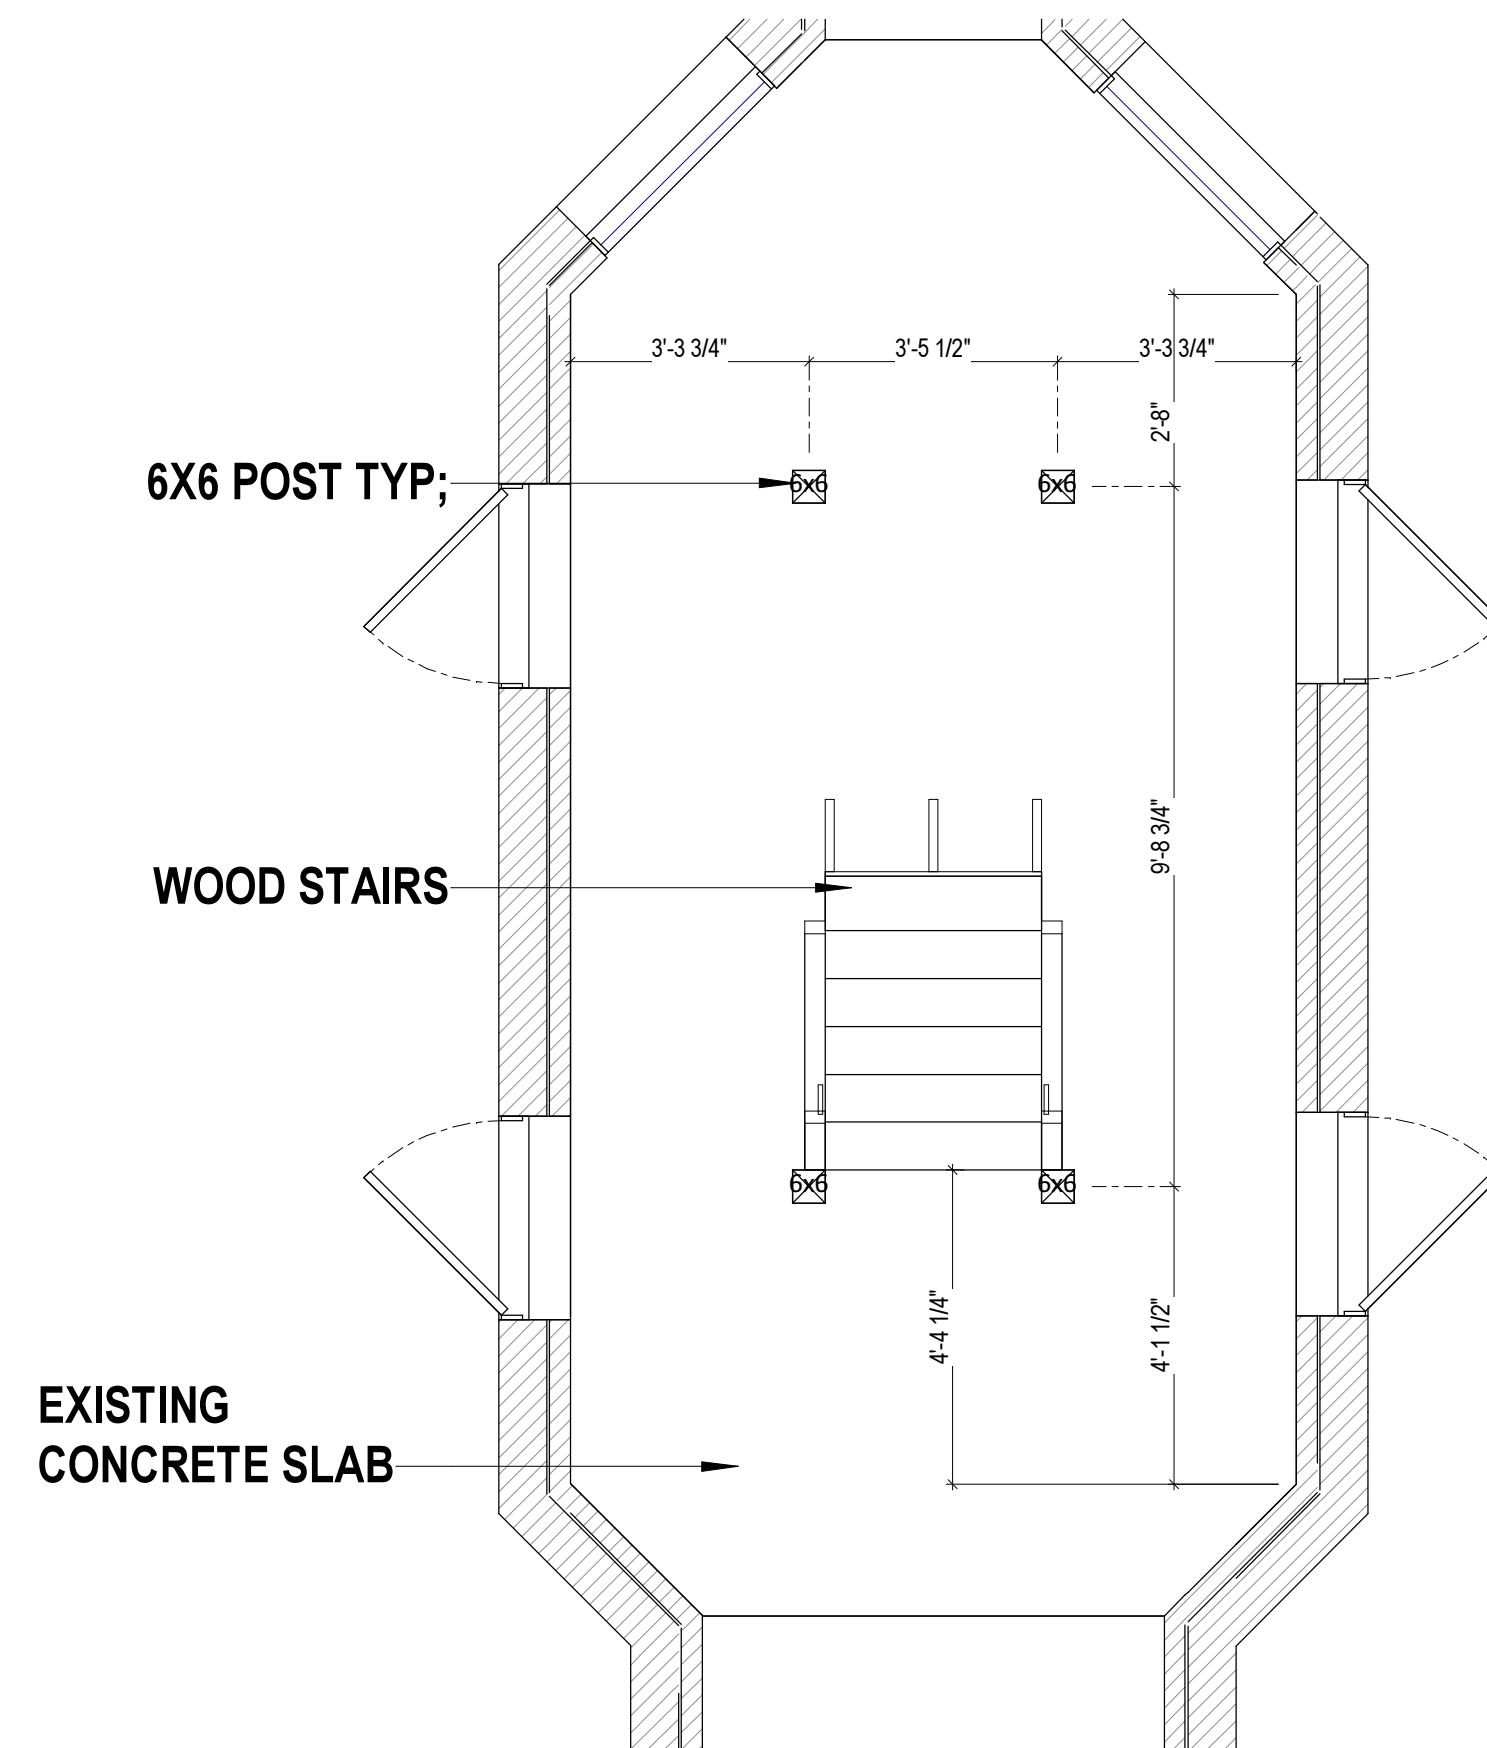 3'-3 3/4"
3'-5 1/2"
3'-3 3/4"
2'-8"
6X6 POST TYP;
6x6
6x6
9'-8 3/4"
WOOD STAIRS
6x6
6x6
4'-4 1/4"
4'-1 1/2"
EXISTING
CONCRETE SLAB